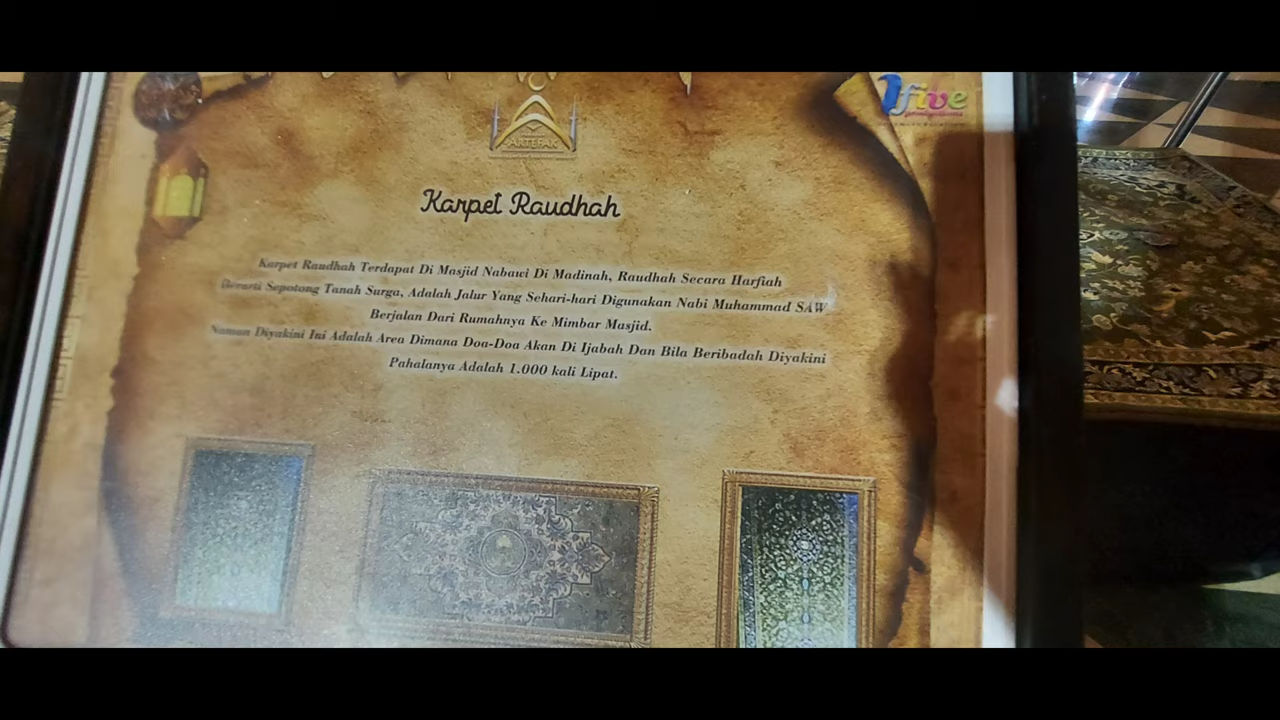 ARTEFAK
1five
Karpet Raudhah
Karpet Raudhah Terdapat Di Masjid Nabawi Di Madinah, Raudhah Secara Harfiah
Berarti Sepotong Tanah Surga, Adalah Jalur Yang Sehari-hari Digunakan Nabi Muhammad SAW
Berjalan Dari Rumahnya Ke Mimbar Masjid.
Namun Diyakini Ini Adalah Area Dimana Doa-Doa Akan Di Ijabah Dan Bila Beribadah Diyakini
Pahalanya Adalah 1.000 kali Lipat.